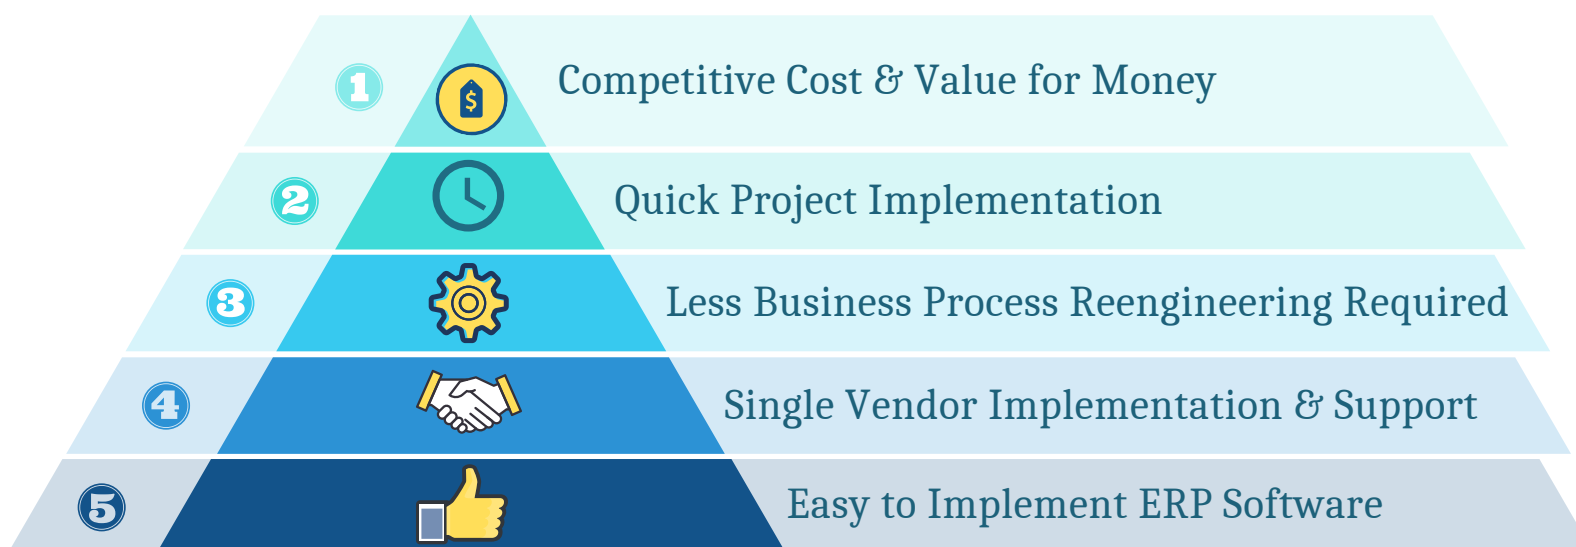 1
$
Competitive Cost & Value for Money
2
Quick Project Implementation
3
Less Business Process Reengineering Required
4
Single Vendor Implementation & Support
5
Easy to Implement ERP Software